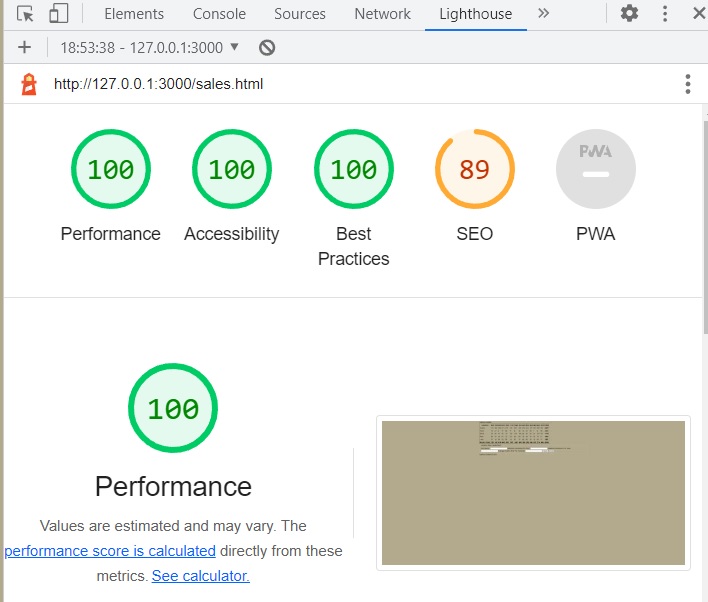 Elements Console Sources Network Lighthouse »
+ 18:53:38 - 127.0.0.1:3000 ▼
http://127.0.0.1:3000/sales.html
100 100 100 89 PWA
Performance Accessibility Best Practices SEO PWA
100
Performance
Values are estimated and may vary. The
performance score is calculated directly from these
metrics. See calculator.